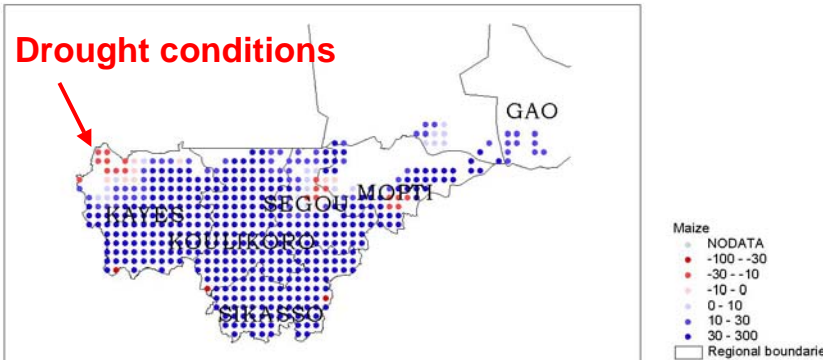 Drought conditions
GAO
MOPTI
SEGOU
KAYES
KOULIKORO
SIKASSO
Maize
NODATA
-100 - -30
-30 - -10
-10 - 0
0 - 10
10 - 30
30 - 300
Regional boundarie